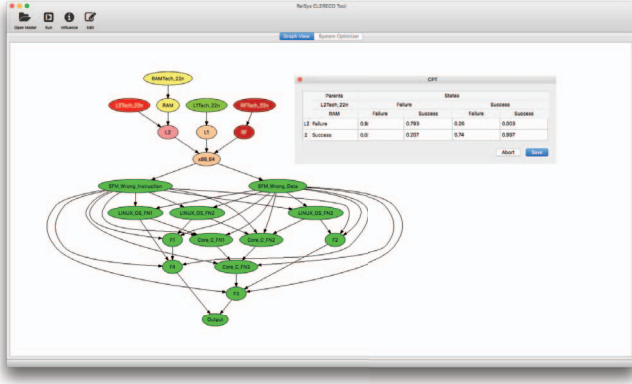 RelSys CLERECO Tool
Open Model Run Influence Edit
Graph View System Optimizer
RAMTech_22n
L2Tech_22n RAM L1Tech_22n RFTech_22n
L2 L1 RF
x86_64
SFM_Wrong_Instruction SFM_Wrong_Data
LINUX_OS_FN1 LINUX_OS_FN2
F1 Core_C_FN1 Core_C_FN2 F2
F4 Core_C_FN3
F3
Output
CPT
Parents States
L2Tech_22n Failure Success
RAM Failure Success Failure Success
L2 Failure 0.793 0.26 0.003
2 Success 0.207 0.74 0.997
Abort Save